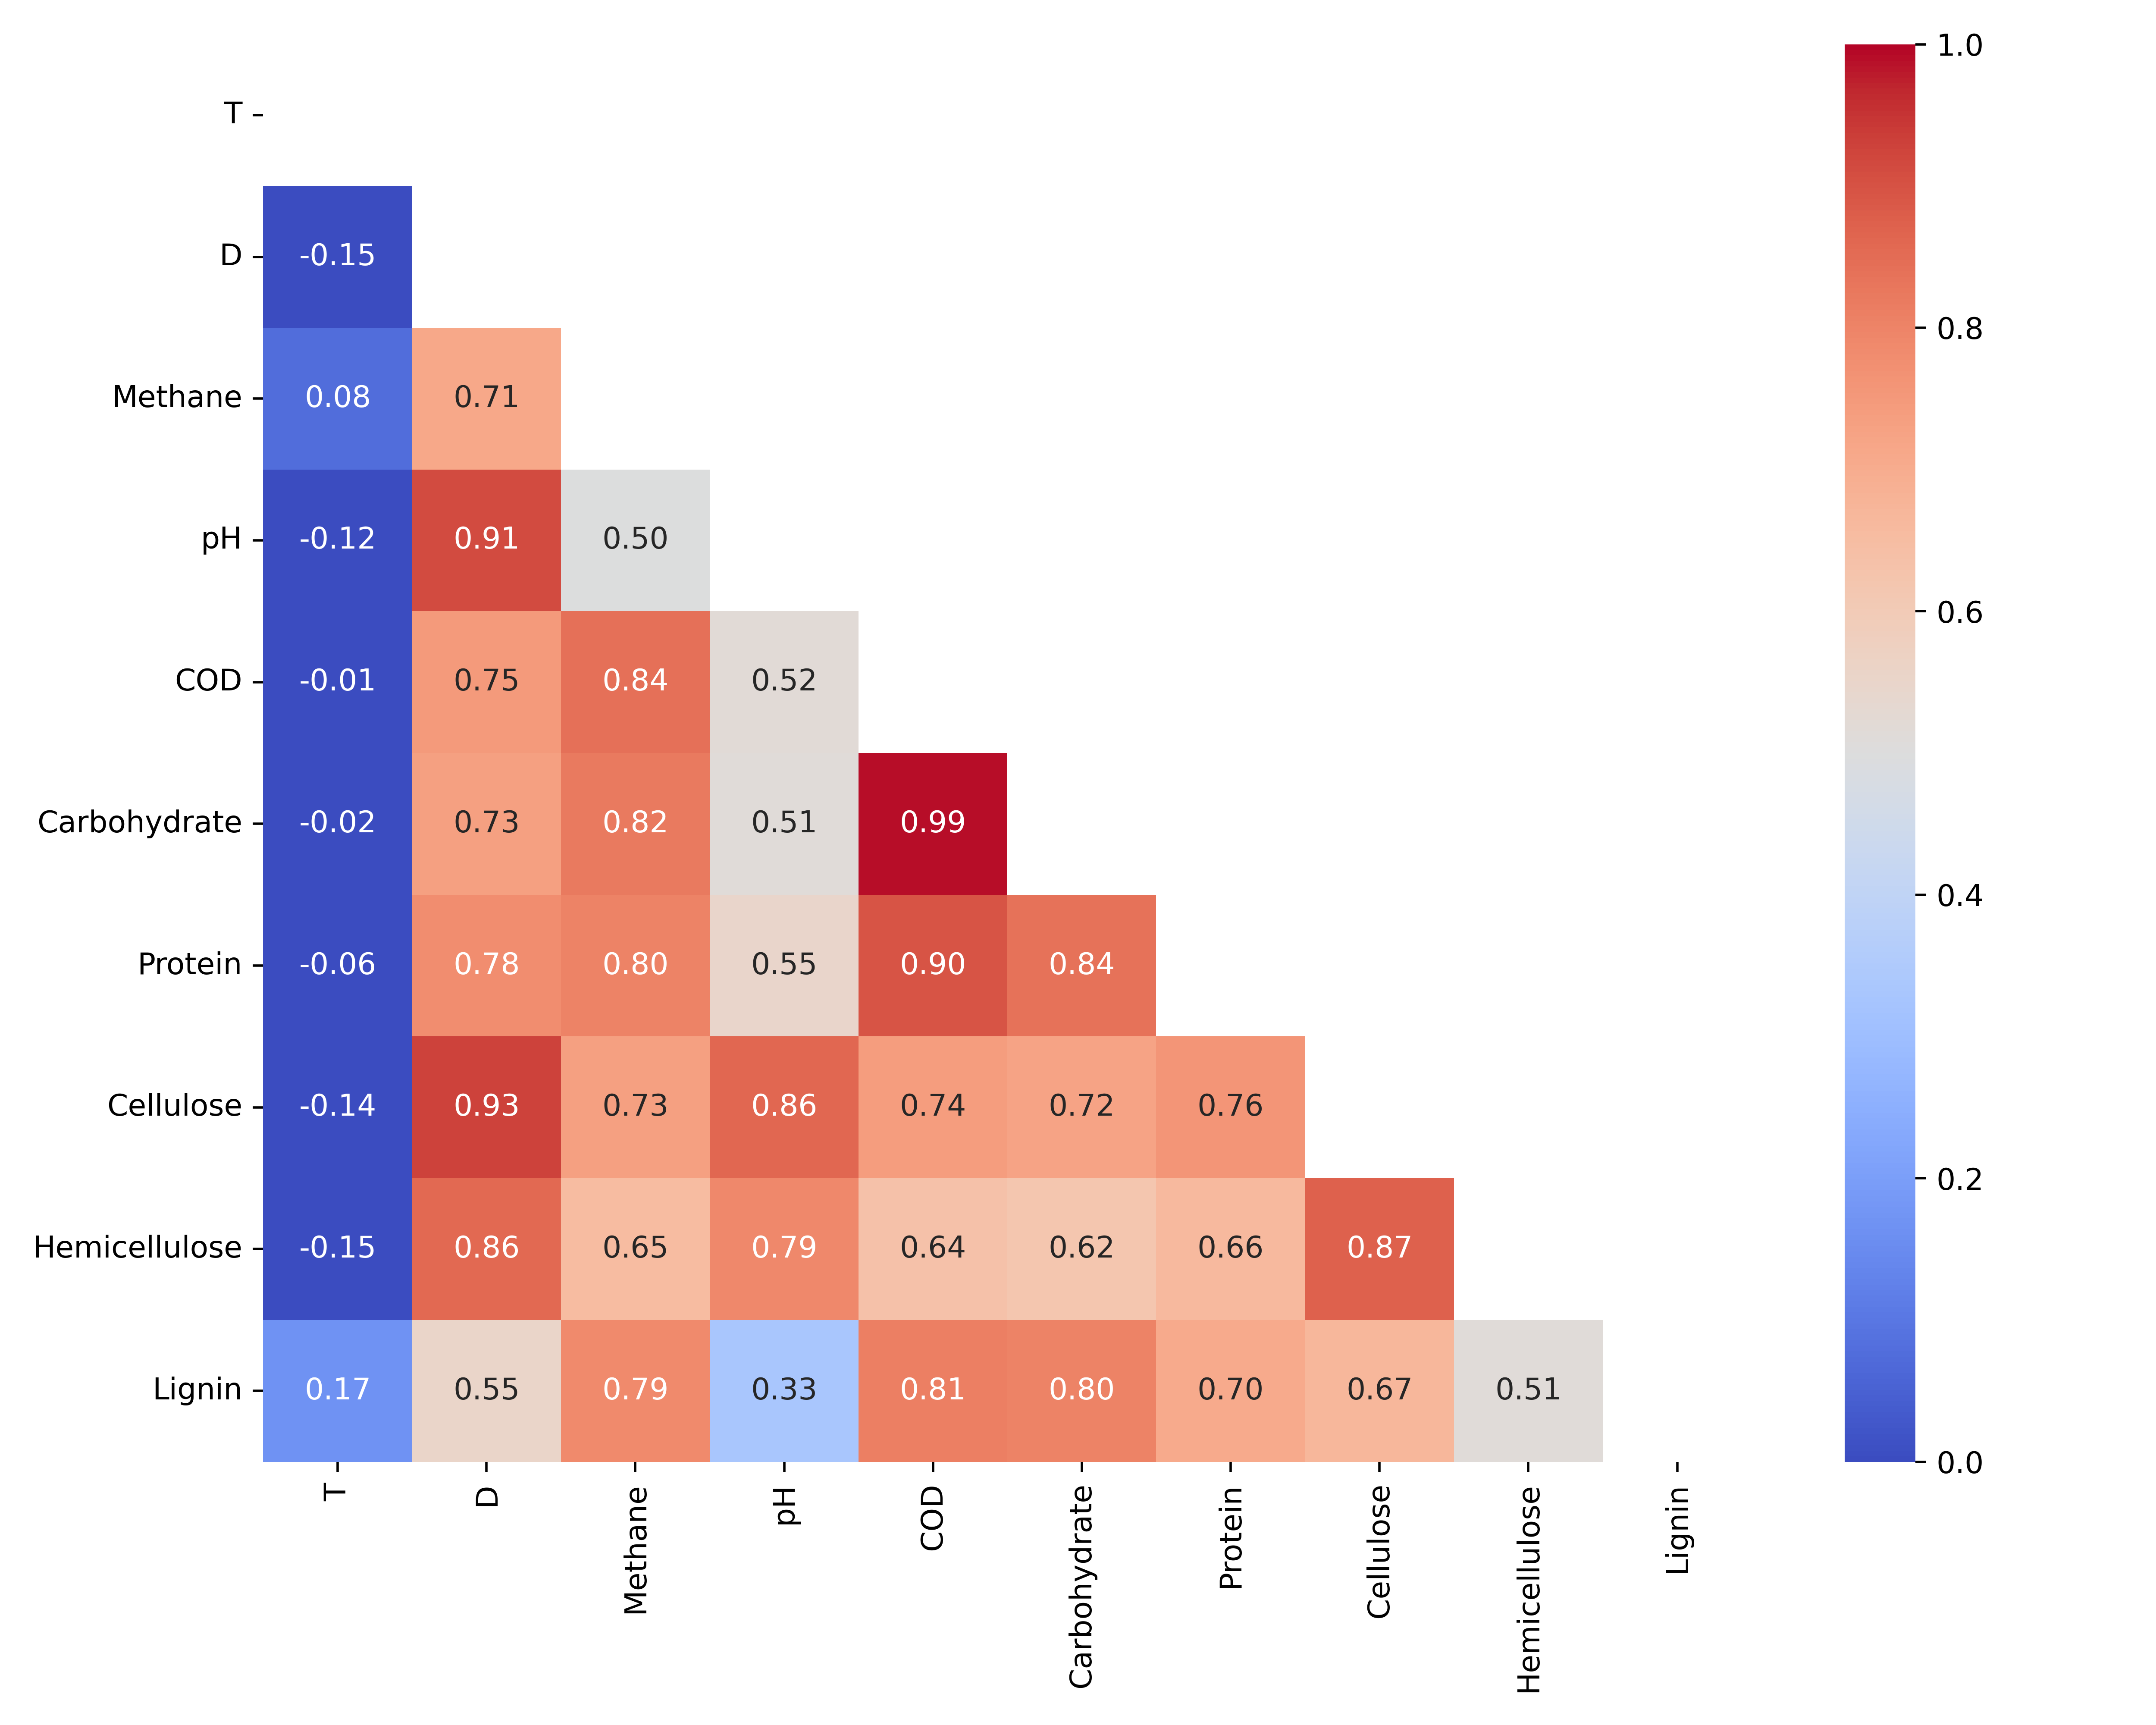 1.0
T
D -0.15
0.8
Methane 0.08 0.71
pH -0.12 0.91 0.50
0.6
COD -0.01 0.75 0.84 0.52
Carbohydrate -0.02 0.73 0.82 0.51 0.99
0.4
Protein -0.06 0.78 0.80 0.55 0.90 0.84
Cellulose -0.14 0.93 0.73 0.86 0.74 0.72 0.76
0.2
Hemicellulose -0.15 0.86 0.65 0.79 0.64 0.62 0.66 0.87
Lignin 0.17 0.55 0.79 0.33 0.81 0.80 0.70 0.67 0.51
0.0
T
D
Methane
pH
COD
Carbohydrate
Protein
Cellulose
Hemicellulose
Lignin